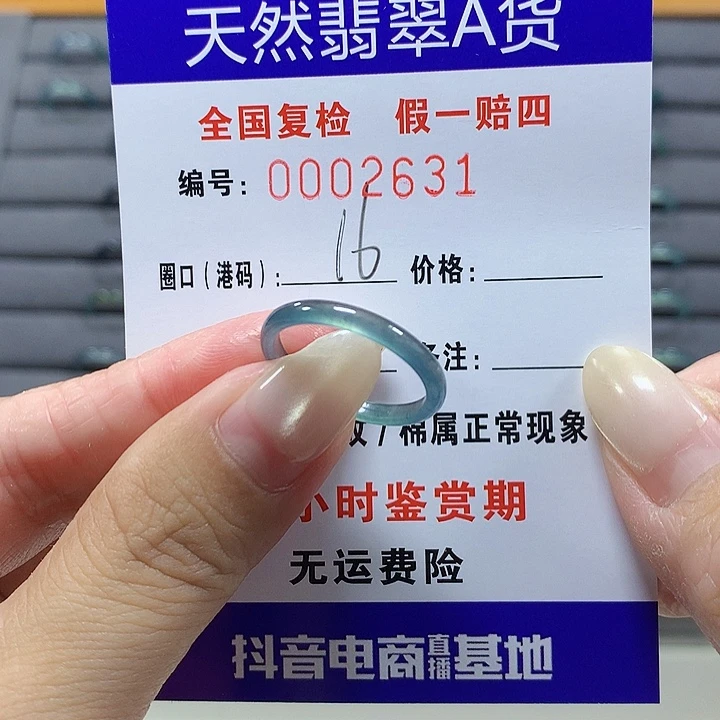 天然翡翠A货
全国复检 假一赔四
编号: 0002631
圈口(港码): 16 价格:
备注:
/棉属正常现象
小时鉴赏期
无运费险
抖音电商直播基地